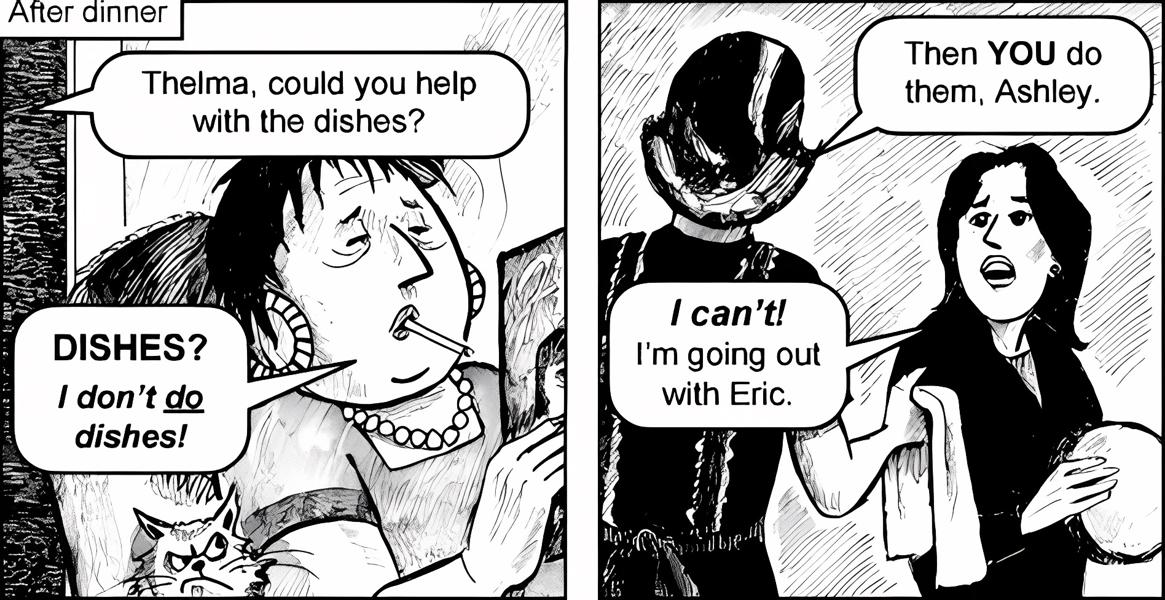 After dinner
Thelma, could you help
with the dishes?
DISHES?
I don't do
dishes!
Then YOU do
them, Ashley.
I can't!
I'm going out
with Eric.